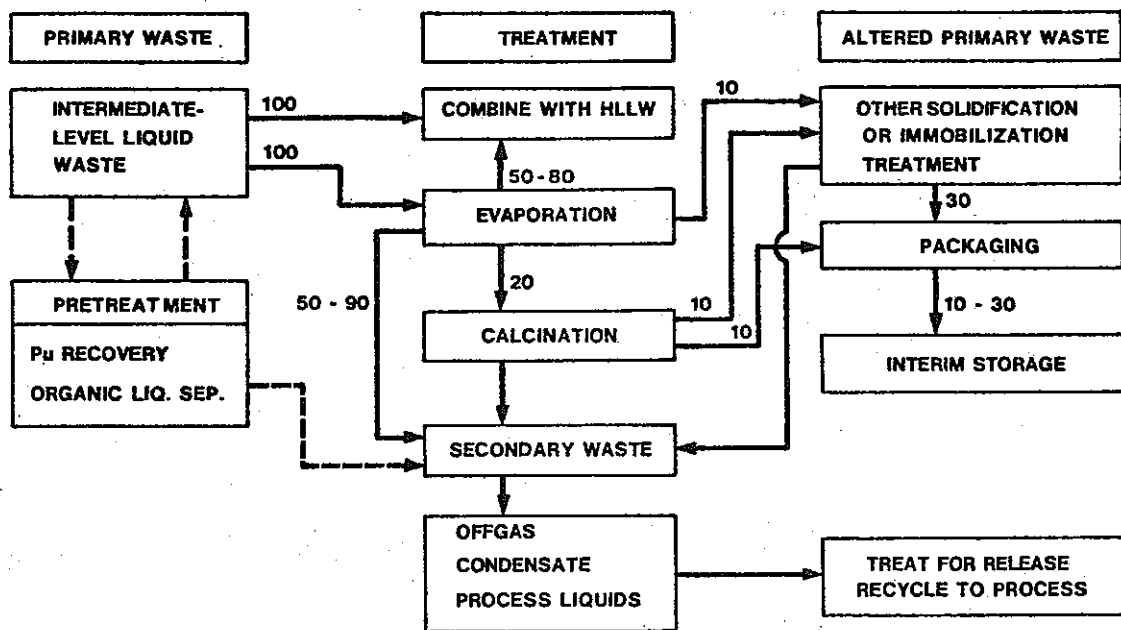 PRIMARY WASTE
TREATMENT
ALTERED PRIMARY WASTE
INTERMEDIATE-
LEVEL LIQUID
WASTE
100
100
COMBINE WITH HLLW
50-80
EVAPORATION
10
OTHER SOLIDIFICATION
OR IMMOBILIZATION
TREATMENT
30
PACKAGING
10 - 30
INTERIM STORAGE
20
50 - 90
CALCINATION
10
10
PRETREATMENT
Pu RECOVERY
ORGANIC LIQ. SEP.
SECONDARY WASTE
OFFGAS
CONDENSATE
PROCESS LIQUIDS
TREAT FOR RELEASE
RECYCLE TO PROCESS